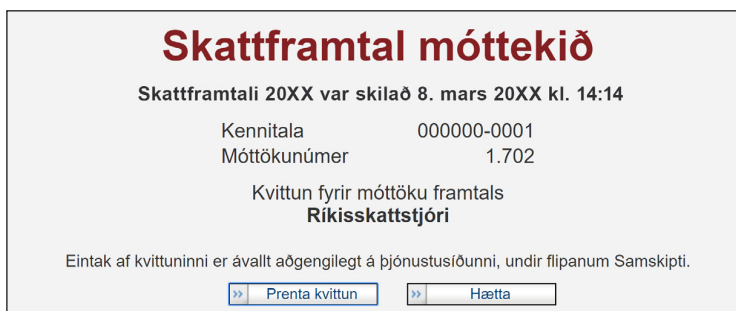 Skattframtal móttekið
Skattframtali 20XX var skilað 8. mars 20XX kl. 14:14
Kennitala 000000-0001
Móttökunúmer 1.702
Kvittun fyrir móttöku framtals
Ríkisskattstjóri
Eintak af kvittuninni er ávallt aðgengilegt á þjónustusíðunni, undir flipanum Samskipti.
Prenta kvittun Hætta